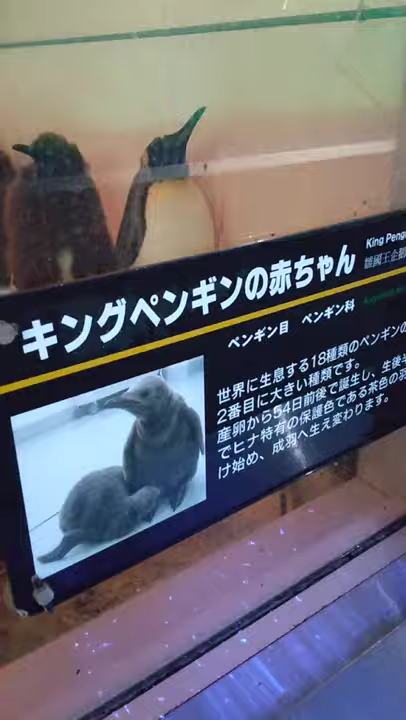 キングペンギンの赤ちゃん
King Pengu
ペンギン目 ペンギン科
世界に生息する18種類のペンギンの
2番目に大きい種類です。
産卵から54日前後で誕生し、生後
でヒナ特有の保護色である茶色の羽
け始め、成羽へ生え変わります。